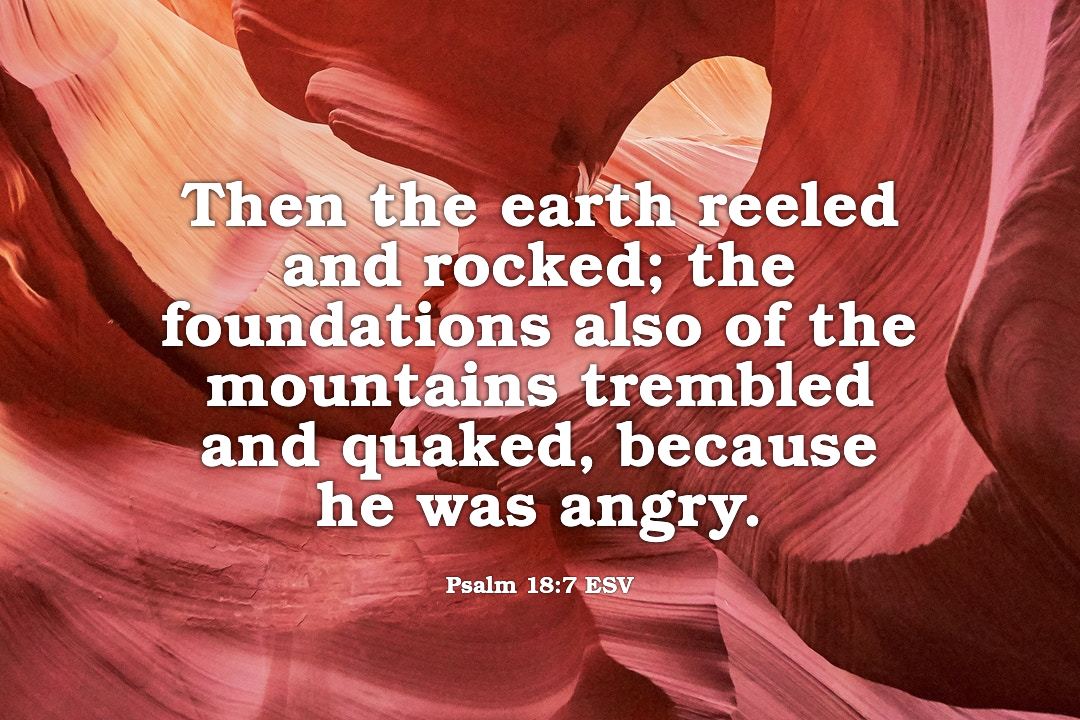 Then the earth reeled
and rocked; the
foundations also of the
mountains trembled
and quaked, because
he was angry.
Psalm 18:7 ESV